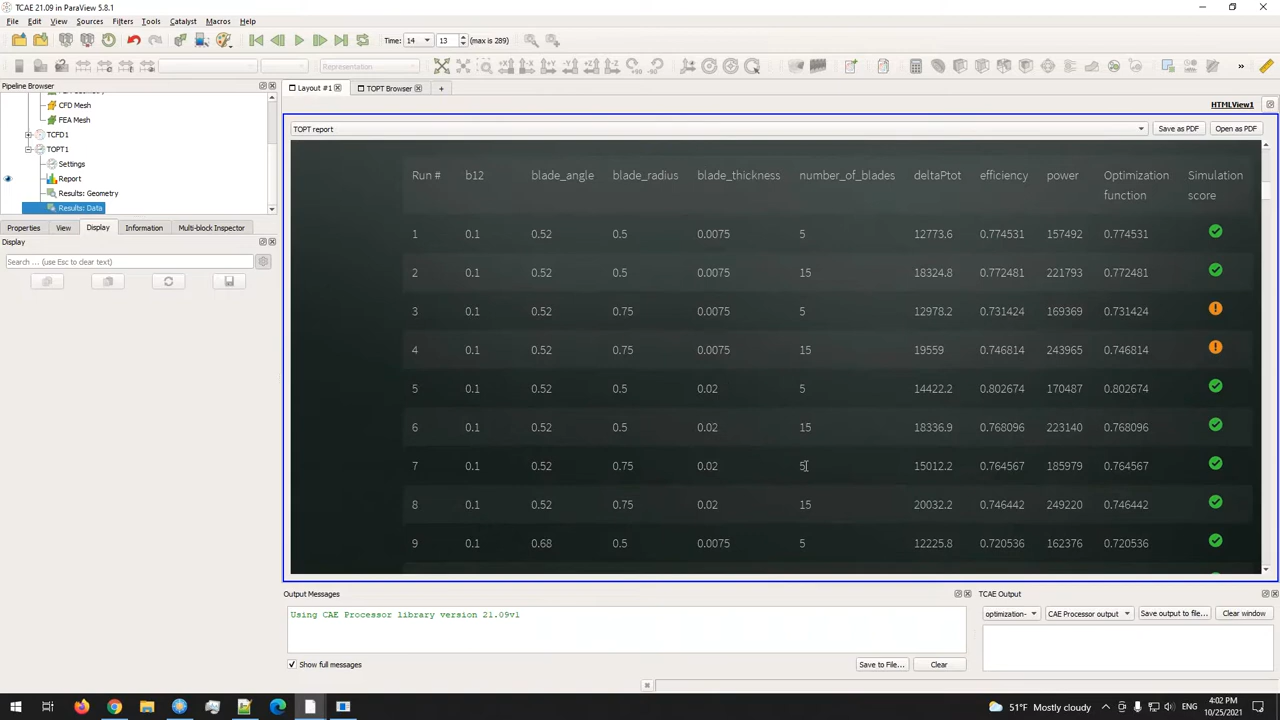 TCAE 21.09 in ParaView 5.8.1
File Edit View Sources Filters Tools Catalyst Macros Help
Time: 14 13 (max is 289)
Representation
Pipeline Browser
CFD Mesh
FEA Mesh
TCFD1
TOPT1
Settings
Report
Results: Geometry
Results: Data
Properties View Display Information Multi-block Inspector
Display
Search ... (use Esc to clear text)
Layout #1 TOPT Browser +
HTMLView1
TOPT report Save as PDF Open as PDF
Run # b12 blade_angle blade_radius blade_thickness number_of_blades deltaPtot efficiency power Optimization function Simulation score
1 0.1 0.52 0.5 0.0075 5 12773.6 0.774531 157492 0.774531
2 0.1 0.52 0.5 0.0075 15 18324.8 0.772481 221793 0.772481
3 0.1 0.52 0.75 0.0075 5 12978.2 0.731424 169369 0.731424
4 0.1 0.52 0.75 0.0075 15 19559 0.746814 243965 0.746814
5 0.1 0.52 0.5 0.02 5 14422.2 0.802674 170487 0.802674
6 0.1 0.52 0.5 0.02 15 18336.9 0.768096 223140 0.768096
7 0.1 0.52 0.75 0.02 5 15012.2 0.764567 185979 0.764567
8 0.1 0.52 0.75 0.02 15 20032.2 0.746442 249220 0.746442
9 0.1 0.68 0.5 0.0075 5 12225.8 0.720536 162376 0.720536
Output Messages
Using CAE Processor library version 21.09v1
Show full messages Save to File... Clear
TCAE Output
optimization- CAE Processor output Save output to file... Clear window
51°F Mostly cloudy ENG
4:02 PM
10/25/2021